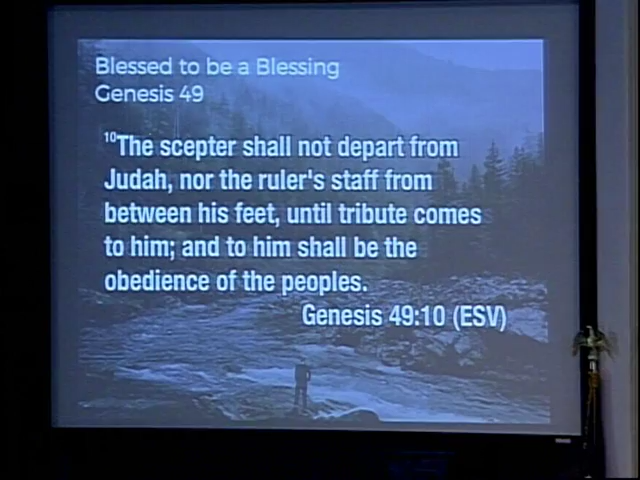 Blessed to be a Blessing
Genesis 49
10The scepter shall not depart from
Judah, nor the ruler's staff from
between his feet, until tribute comes
to him; and to him shall be the
obedience of the peoples.
Genesis 49:10 (ESV)